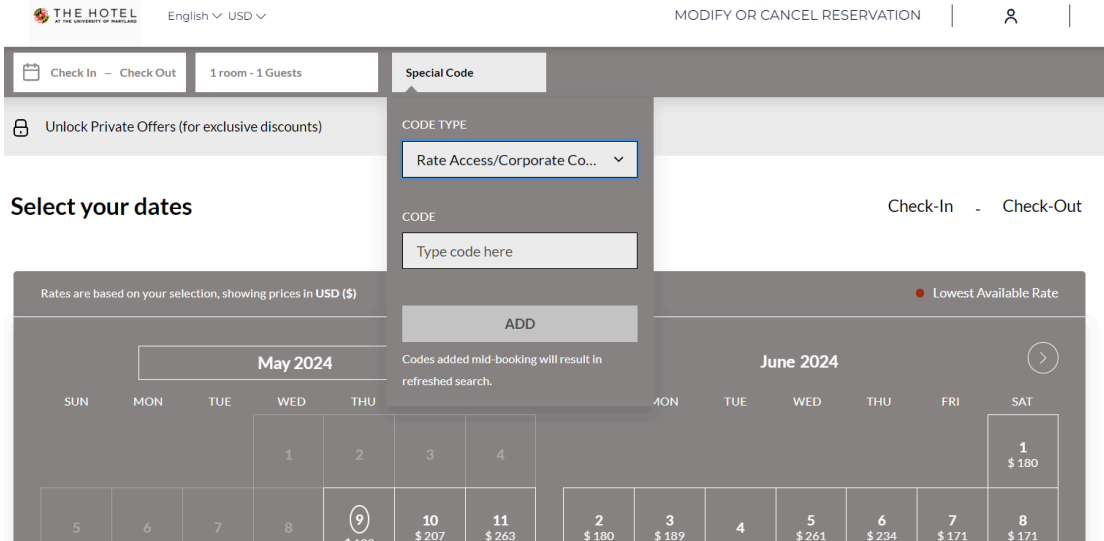 THE HOTEL
AT THE UNIVERSITY OF MARYLAND
English USD
MODIFY OR CANCEL RESERVATION
Check In – Check Out
1 room - 1 Guests
Special Code
Unlock Private Offers (for exclusive discounts)
CODE TYPE
Rate Access/Corporate Co...
CODE
Type code here
ADD
Codes added mid-booking will result in
refreshed search.
Select your dates
Check-In - Check-Out
Rates are based on your selection, showing prices in USD ($)
Lowest Available Rate
May 2024
SUN MON TUE WED THU
1 2 3 4
5 6 7 8 9 10 11
$ 207 $ 263
June 2024
MON TUE WED THU FRI SAT
1
$ 180
2 3 4 5 6 7 8
$ 180 $ 189 $ 261 $ 234 $ 171 $ 171